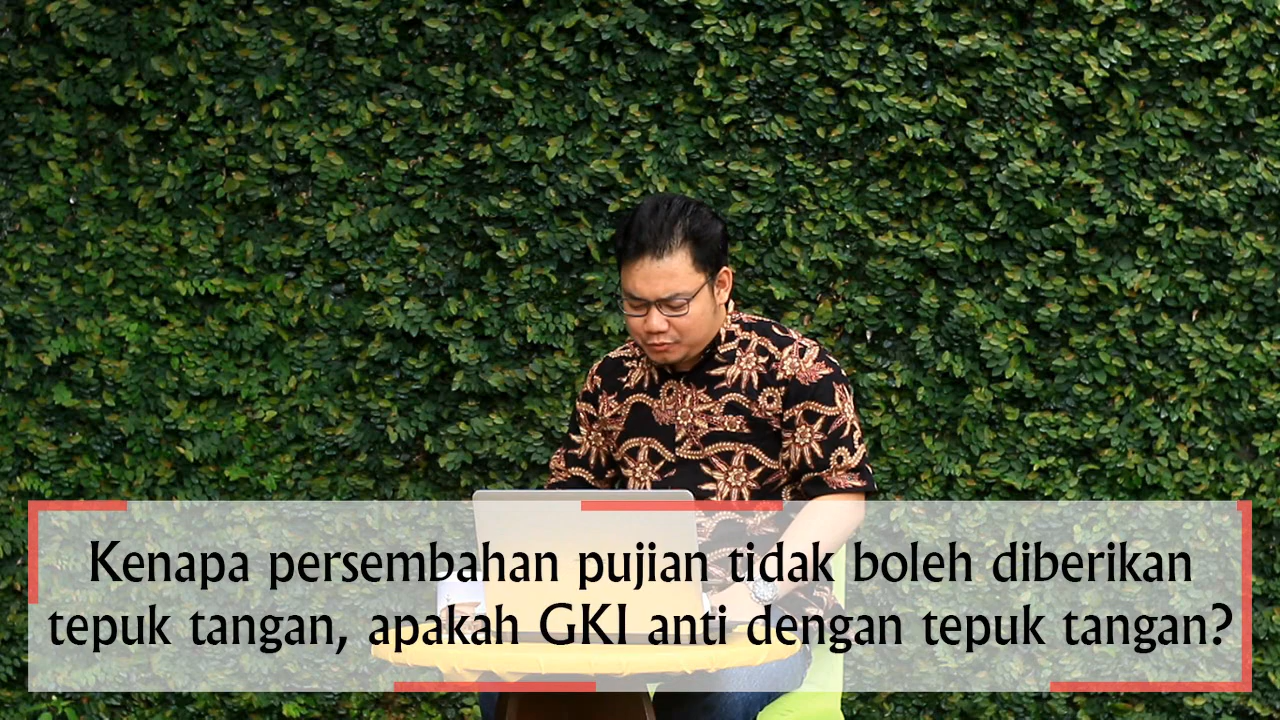 Kenapa persembahan pujian tidak boleh diberikan
tepuk tangan, apakah GKI anti dengan tepuk tangan?